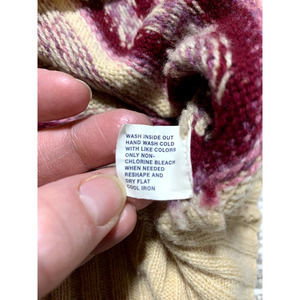 WASH INSIDE OUT
HAND WASH COLD
WITH LIKE COLORS
ONLY NON-
CHLORINE BLEACH
WHEN NEEDED
RESHAPE AND
DRY FLAT
COOL IRON